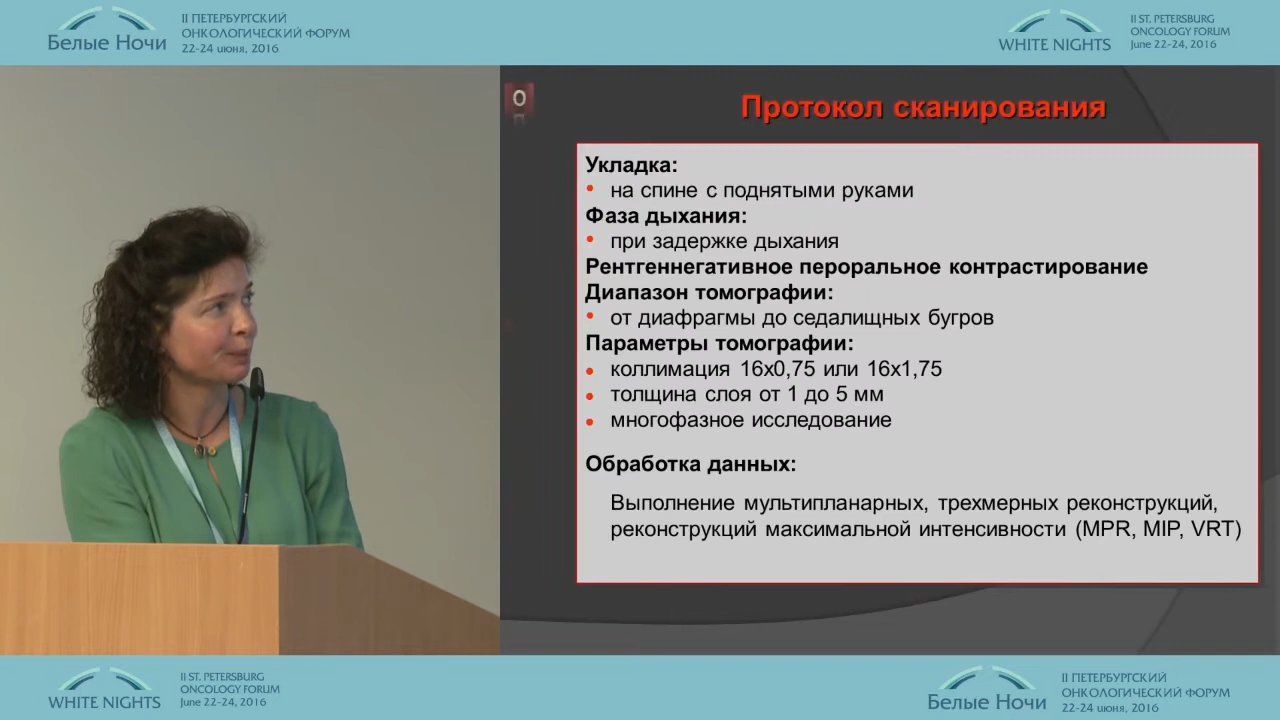 Белые Ночи
II ПЕТЕРБУРГСКИЙ
ОНКОЛОГИЧЕСКИЙ ФОРУМ
22-24 июня, 2016
WHITE NIGHTS
II ST. PETERSBURG
ONCOLOGY FORUM
June 22-24, 2016
Протокол сканирования
Укладка:
• на спине с поднятыми руками
Фаза дыхания:
• при задержке дыхания
Рентгеннегативное пероральное контрастирование
Диапазон томографии:
• от диафрагмы до седалищных бугров
Параметры томографии:
• коллимация 16х0,75 или 16х1,75
• толщина слоя от 1 до 5 мм
• многофазное исследование
Обработка данных:
Выполнение мультипланарных, трехмерных реконструкций,
реконструкций максимальной интенсивности (MPR, MIP, VRT)
WHITE NIGHTS
II ST. PETERSBURG
ONCOLOGY FORUM
June 22-24, 2016
Белые Ночи
II ПЕТЕРБУРГСКИЙ
ОНКОЛОГИЧЕСКИЙ ФОРУМ
22-24 июня, 2016